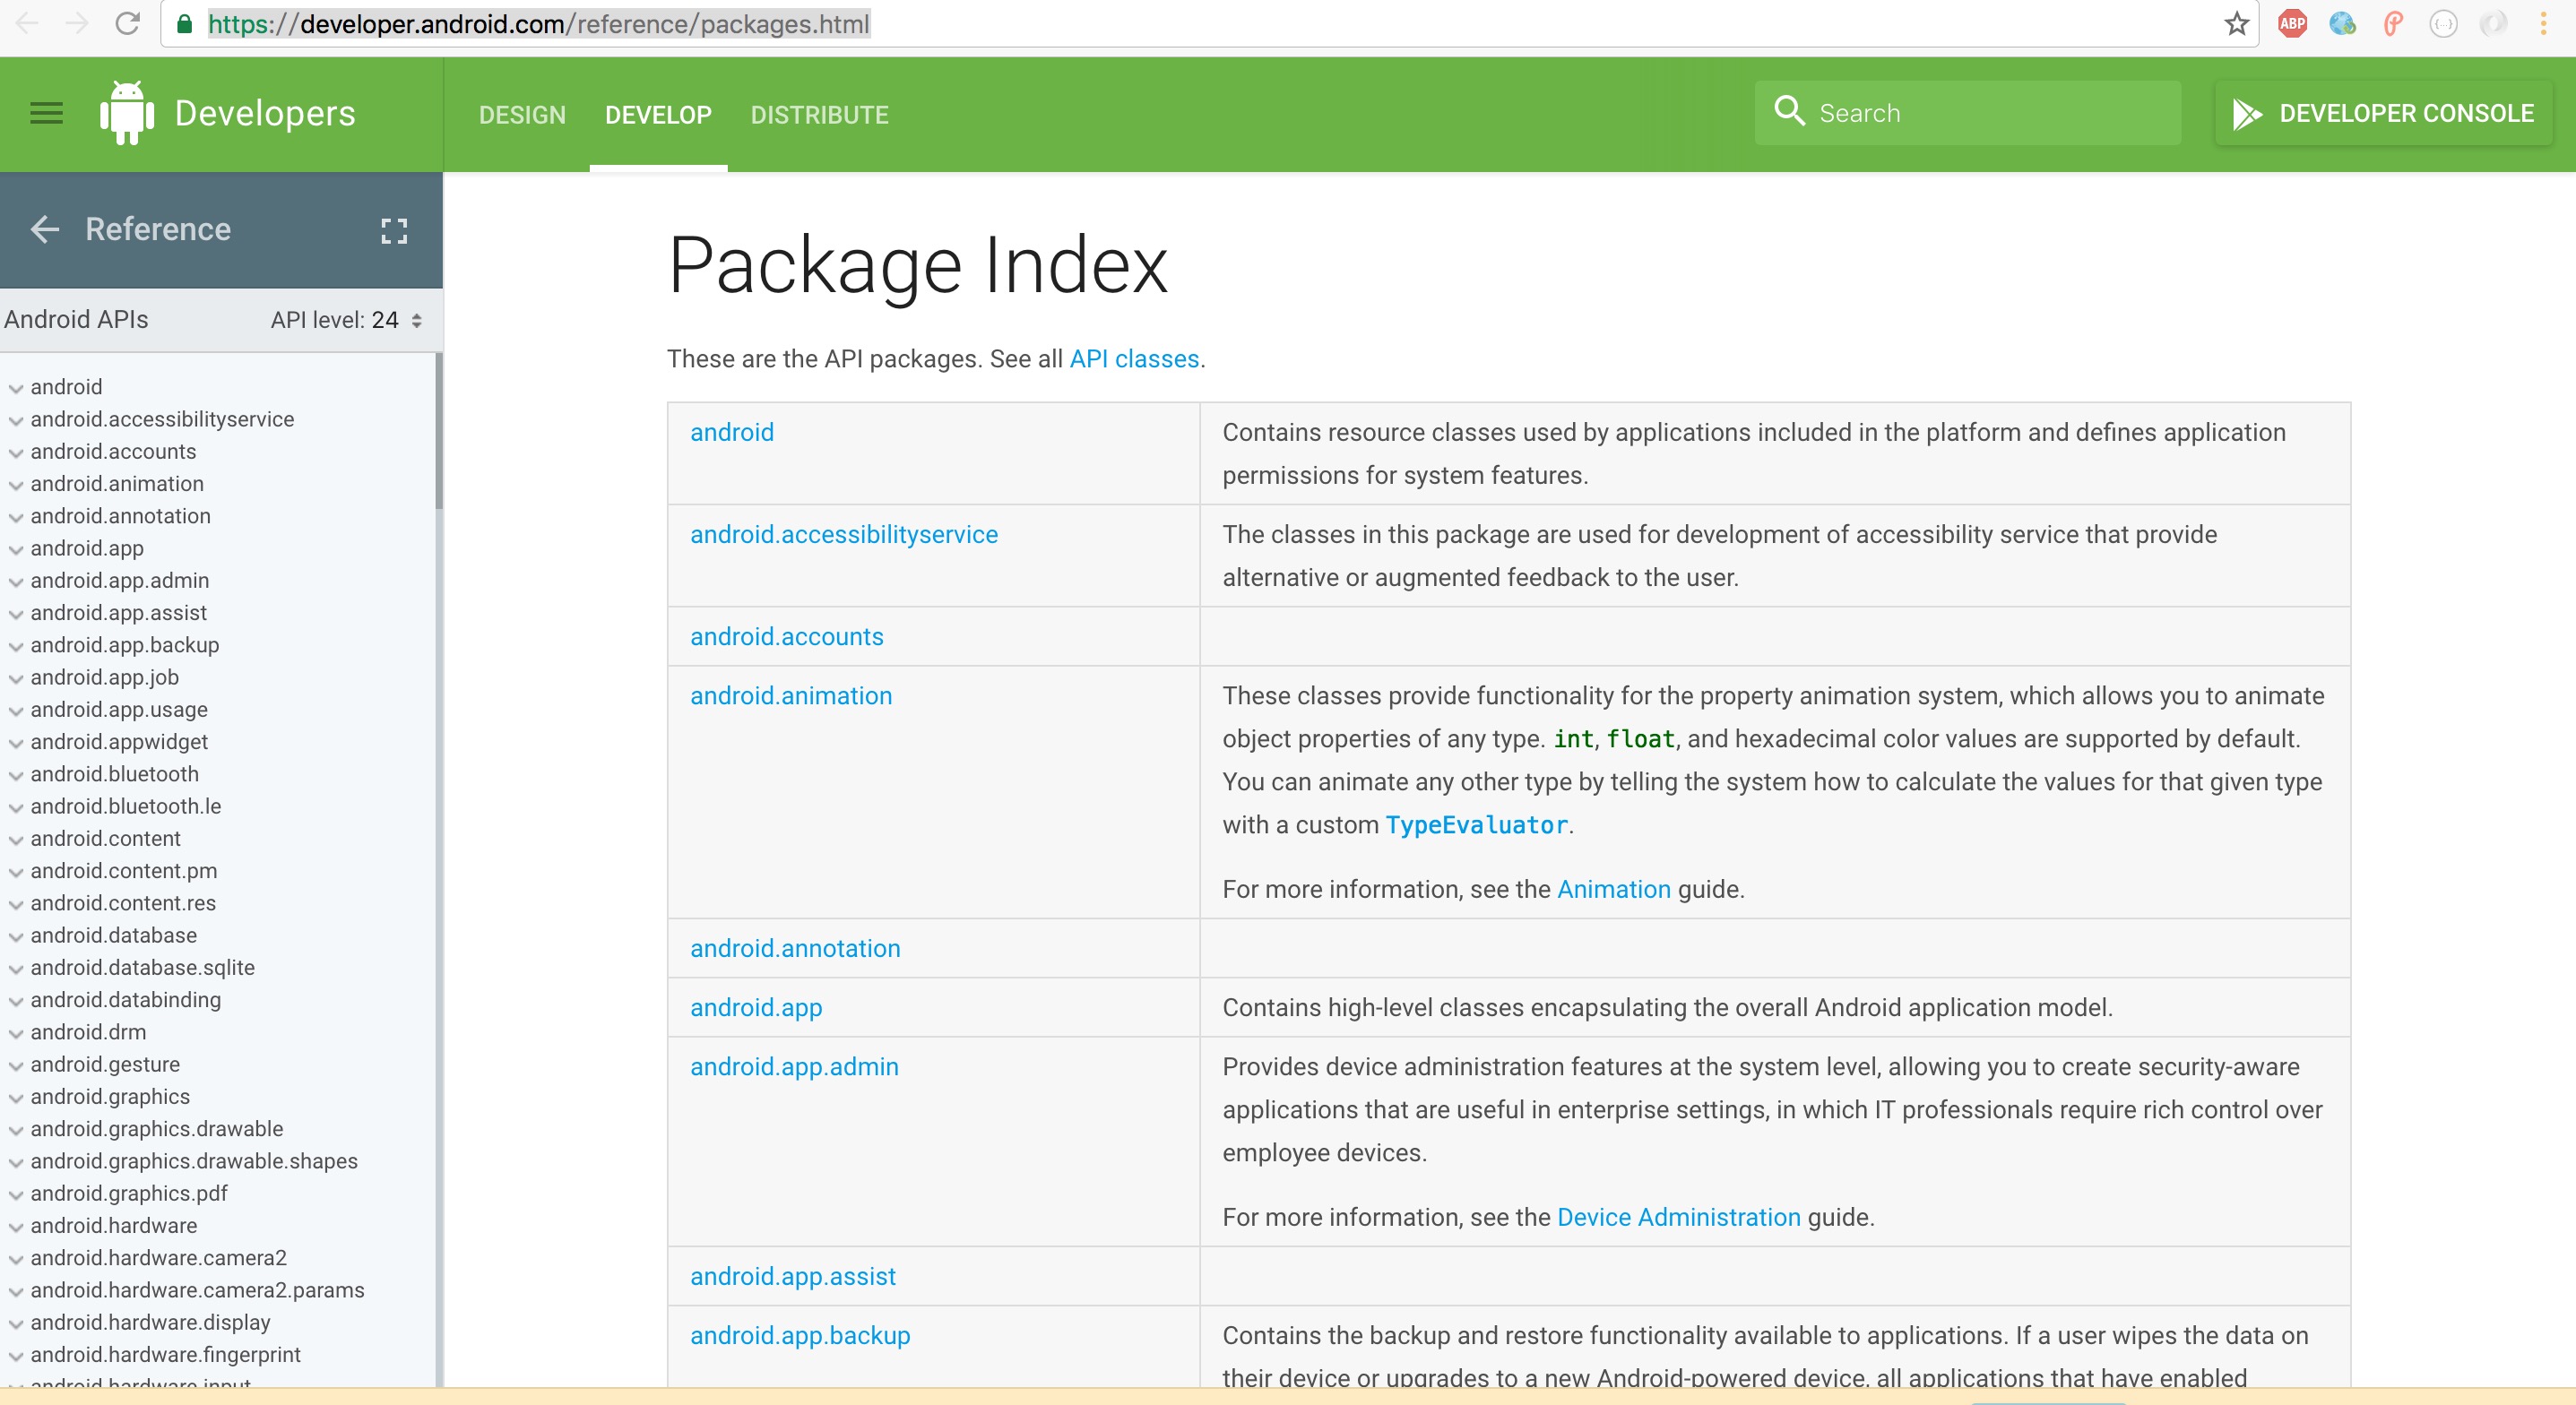 https://developer.android.com/reference/packages.html
ABP
Developers
DESIGN
DEVELOP
DISTRIBUTE
Search
DEVELOPER CONSOLE
Reference
Android APIs
API level: 24
android
android.accessibilityservice
android.accounts
android.animation
android.annotation
android.app
android.app.admin
android.app.assist
android.app.backup
android.app.job
android.app.usage
android.appwidget
android.bluetooth
android.bluetooth.le
android.content
android.content.pm
android.content.res
android.database
android.database.sqlite
android.databinding
android.drm
android.gesture
android.graphics
android.graphics.drawable
android.graphics.drawable.shapes
android.graphics.pdf
android.hardware
android.hardware.camera2
android.hardware.camera2.params
android.hardware.display
android.hardware.fingerprint
android.hardware.input
Package Index
These are the API packages. See all API classes.
android
Contains resource classes used by applications included in the platform and defines application
permissions for system features.
android.accessibilityservice
The classes in this package are used for development of accessibility service that provide
alternative or augmented feedback to the user.
android.accounts
android.animation
These classes provide functionality for the property animation system, which allows you to animate
object properties of any type. int, float, and hexadecimal color values are supported by default.
You can animate any other type by telling the system how to calculate the values for that given type
with a custom TypeEvaluator.
For more information, see the Animation guide.
android.annotation
android.app
Contains high-level classes encapsulating the overall Android application model.
android.app.admin
Provides device administration features at the system level, allowing you to create security-aware
applications that are useful in enterprise settings, in which IT professionals require rich control over
employee devices.
For more information, see the Device Administration guide.
android.app.assist
android.app.backup
Contains the backup and restore functionality available to applications. If a user wipes the data on
their device or upgrades to a new Android-powered device, all applications that have enabled